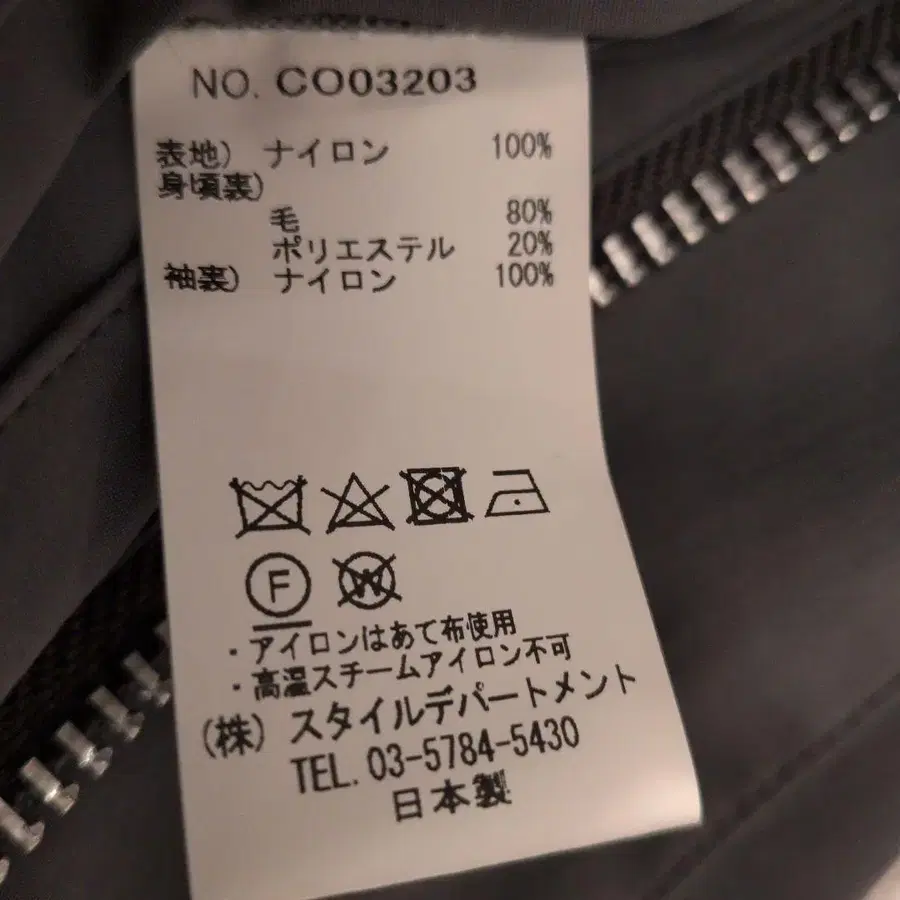 NO. CO03203
表地) ナイロン 100%
身頃裏)
毛 80%
ポリエステル 20%
袖裏) ナイロン 100%
F W
・アイロンはあて布使用
・高温スチームアイロン不可
(株) スタイルデパートメント
TEL. 03-5784-5430
日本製